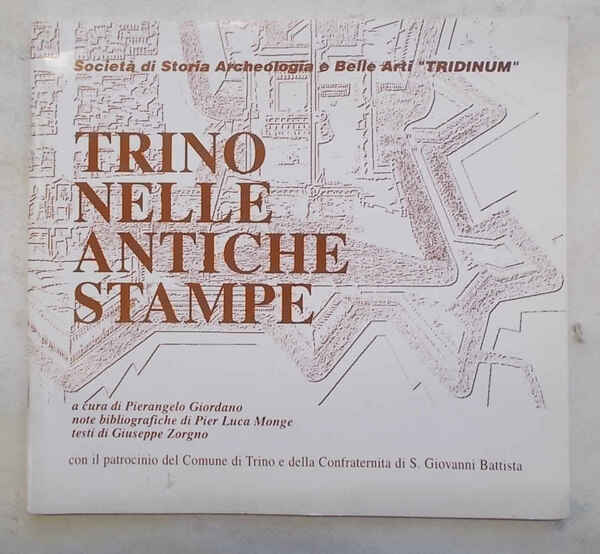 Società di Storia Archeologia e Belle Arti "TRIDINUM"
TRINO
NELLE
ANTICHE
STAMPE
a cura di Pierangelo Giordano
note bibliografiche di Pier Luca Monge
testi di Giuseppe Zorgno
con il patrocinio del Comune di Trino e della Confraternita di S. Giovanni Battista